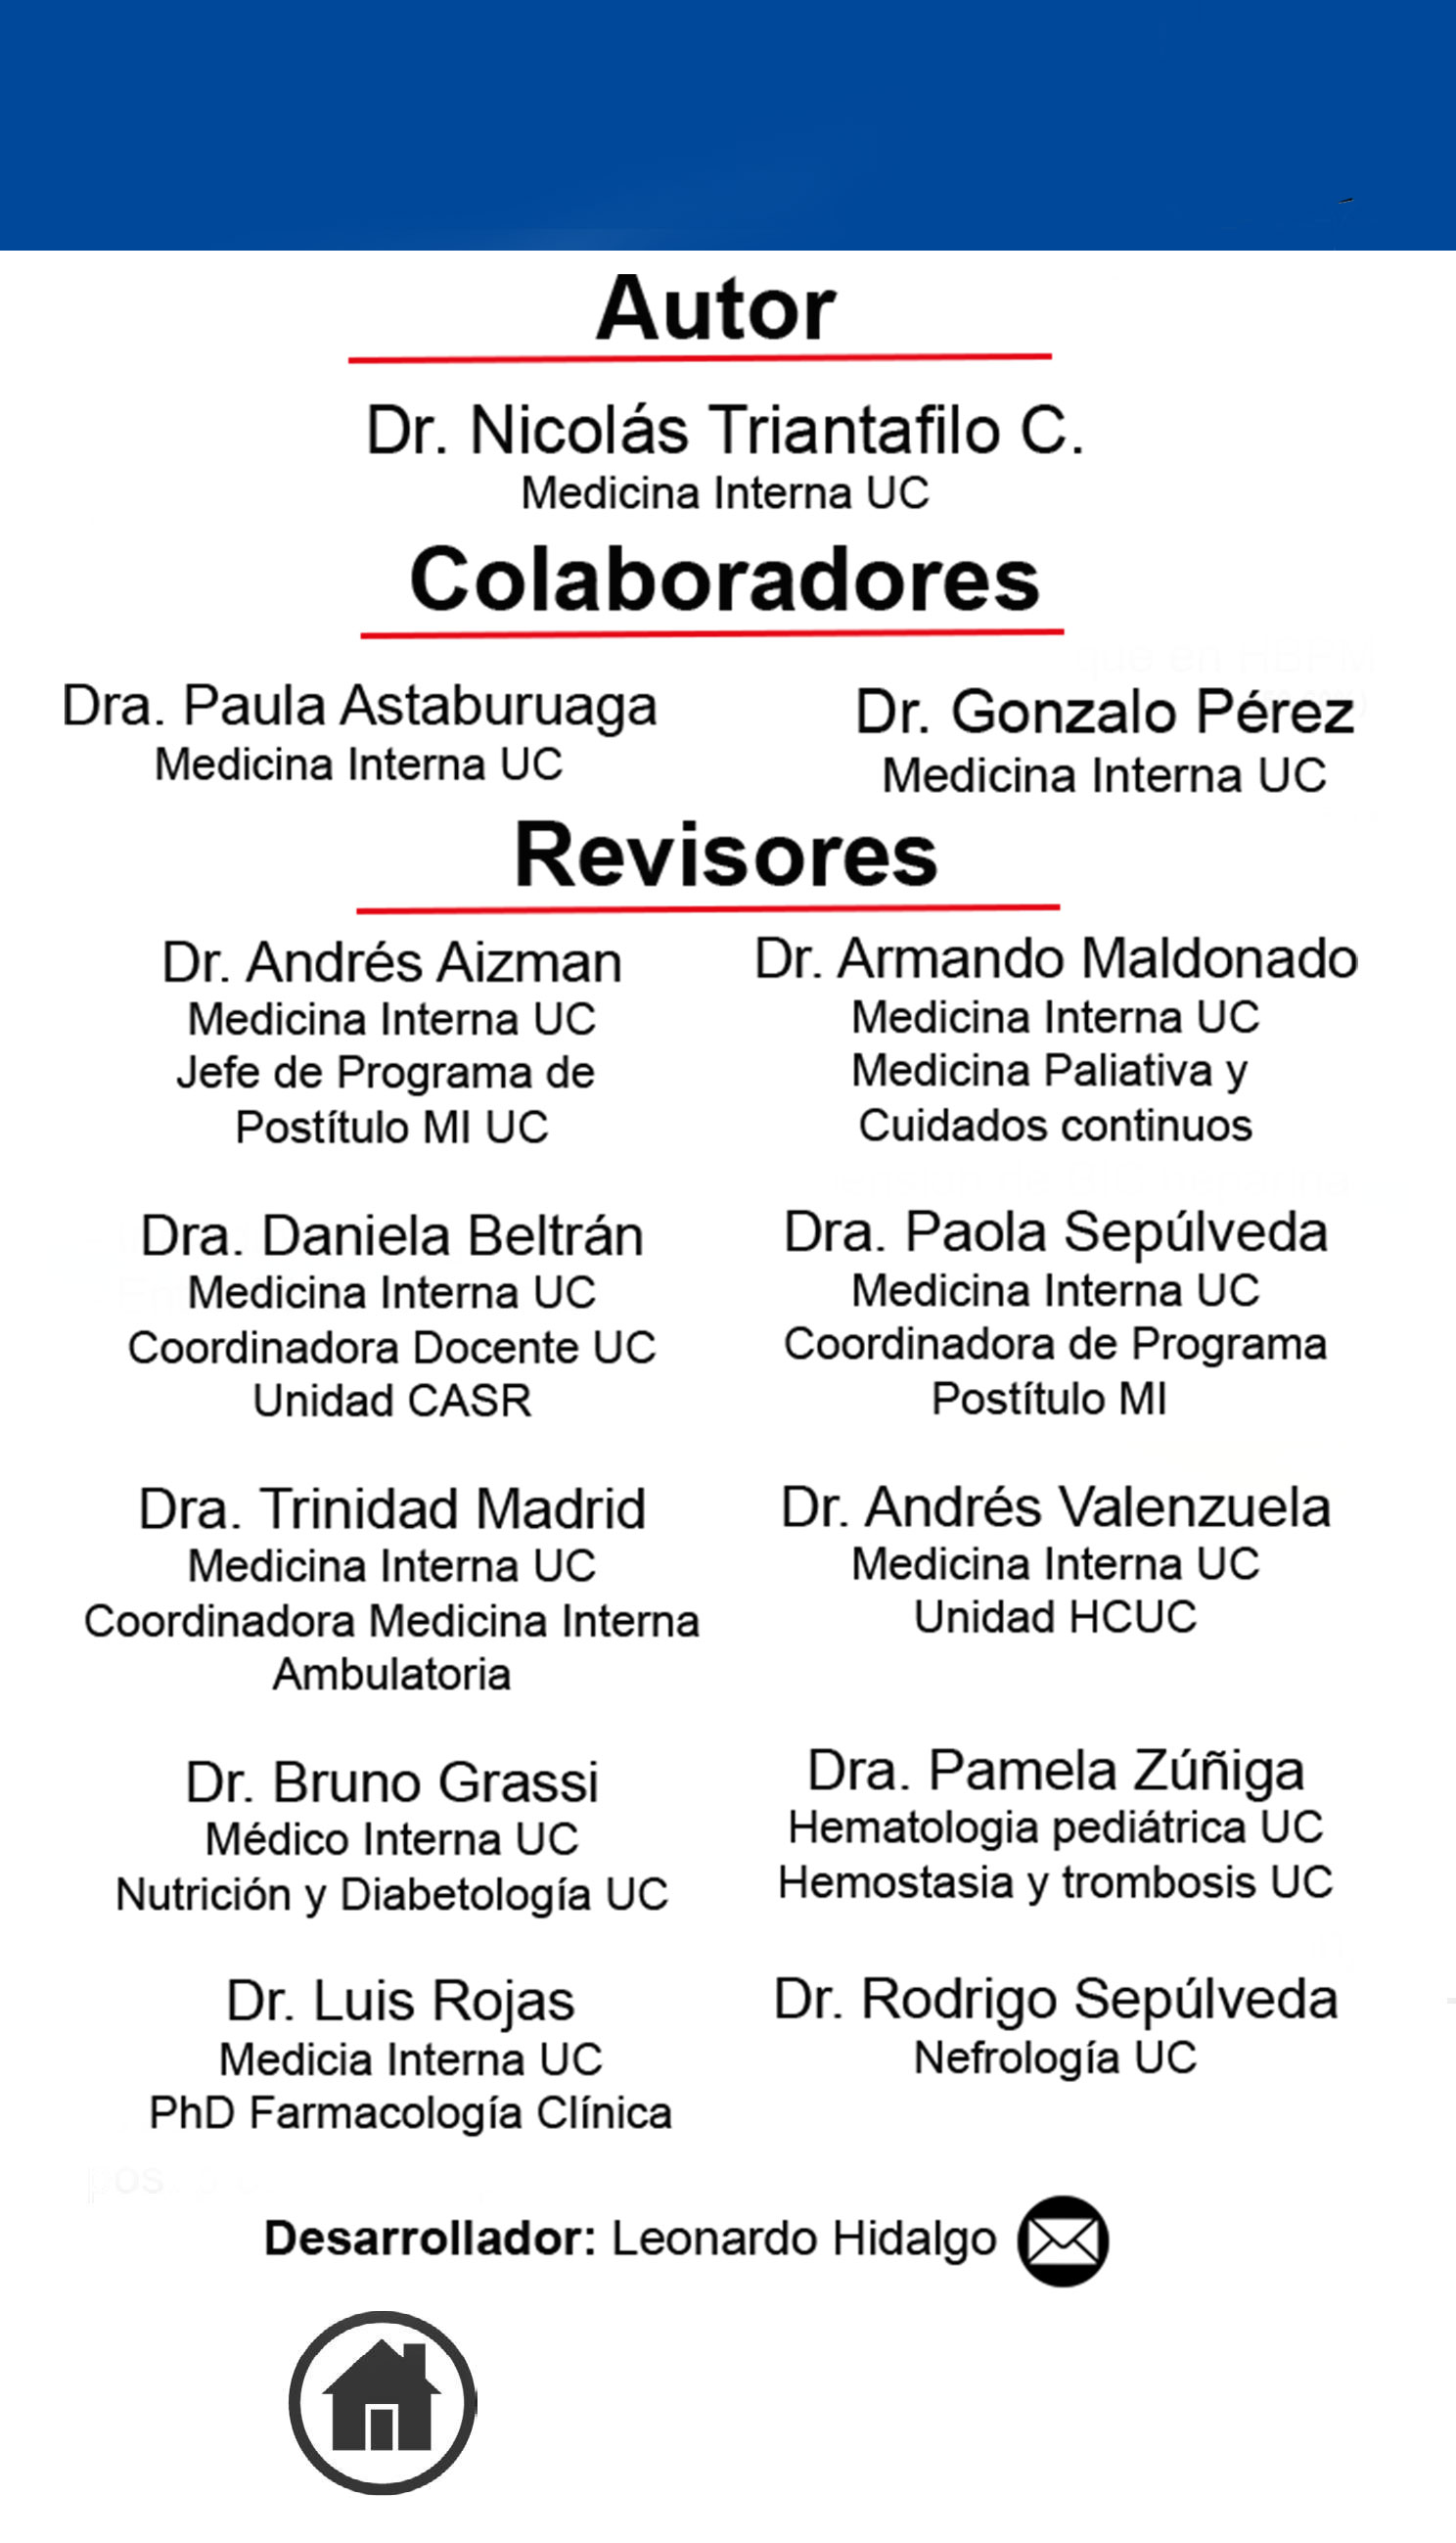 Autor
Dr. Nicolás Triantafilo C.
Medicina Interna UC
Colaboradores
Dra. Paula Astaburuaga
Medicina Interna UC
Dr. Gonzalo Pérez
Medicina Interna UC
Revisores
Dr. Andrés Aizman
Medicina Interna UC
Jefe de Programa de
Postítulo MI UC
Dr. Armando Maldonado
Medicina Interna UC
Medicina Paliativa y
Cuidados continuos
Dra. Daniela Beltrán
Medicina Interna UC
Coordinadora Docente UC
Unidad CASR
Dra. Paola Sepúlveda
Medicina Interna UC
Coordinadora de Programa
Postítulo MI
Dra. Trinidad Madrid
Medicina Interna UC
Coordinadora Medicina Interna
Ambulatoria
Dr. Andrés Valenzuela
Medicina Interna UC
Unidad HCUC
Dr. Bruno Grassi
Médico Interna UC
Nutrición y Diabetología UC
Dra. Pamela Zúñiga
Hematologia pediátrica UC
Hemostasia y trombosis UC
Dr. Luis Rojas
Medicia Interna UC
PhD Farmacología Clínica
Dr. Rodrigo Sepúlveda
Nefrología UC
Desarrollador: Leonardo Hidalgo